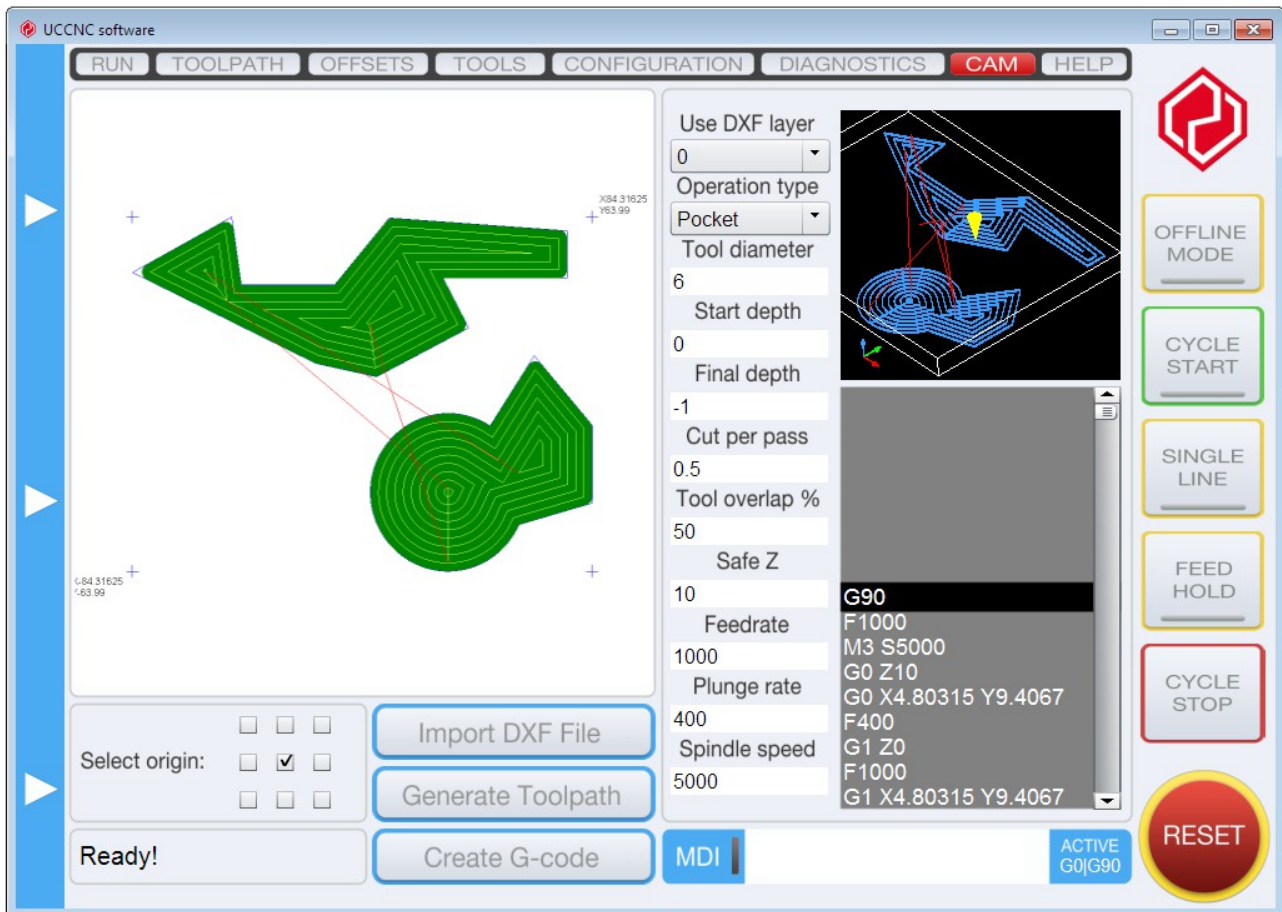 UCCNC software
RUN
TOOLPATH
OFFSETS
TOOLS
CONFIGURATION
DIAGNOSTICS
CAM
HELP
X84.31625
Y63.99
-84.31625
-63.99
Use DXF layer
0
Operation type
Pocket
Tool diameter
6
Start depth
0
Final depth
-1
Cut per pass
0.5
Tool overlap %
50
Safe Z
10
Feedrate
1000
Plunge rate
400
Spindle speed
5000
G90
F1000
M3 S5000
G0 Z10
G0 X4.80315 Y9.4067
F400
G1 Z0
F1000
G1 X4.80315 Y9.4067
OFFLINE
MODE
CYCLE
START
SINGLE
LINE
FEED
HOLD
CYCLE
STOP
RESET
Select origin:
Import DXF File
Generate Toolpath
Create G-code
Ready!
MDI
ACTIVE
G0|G90